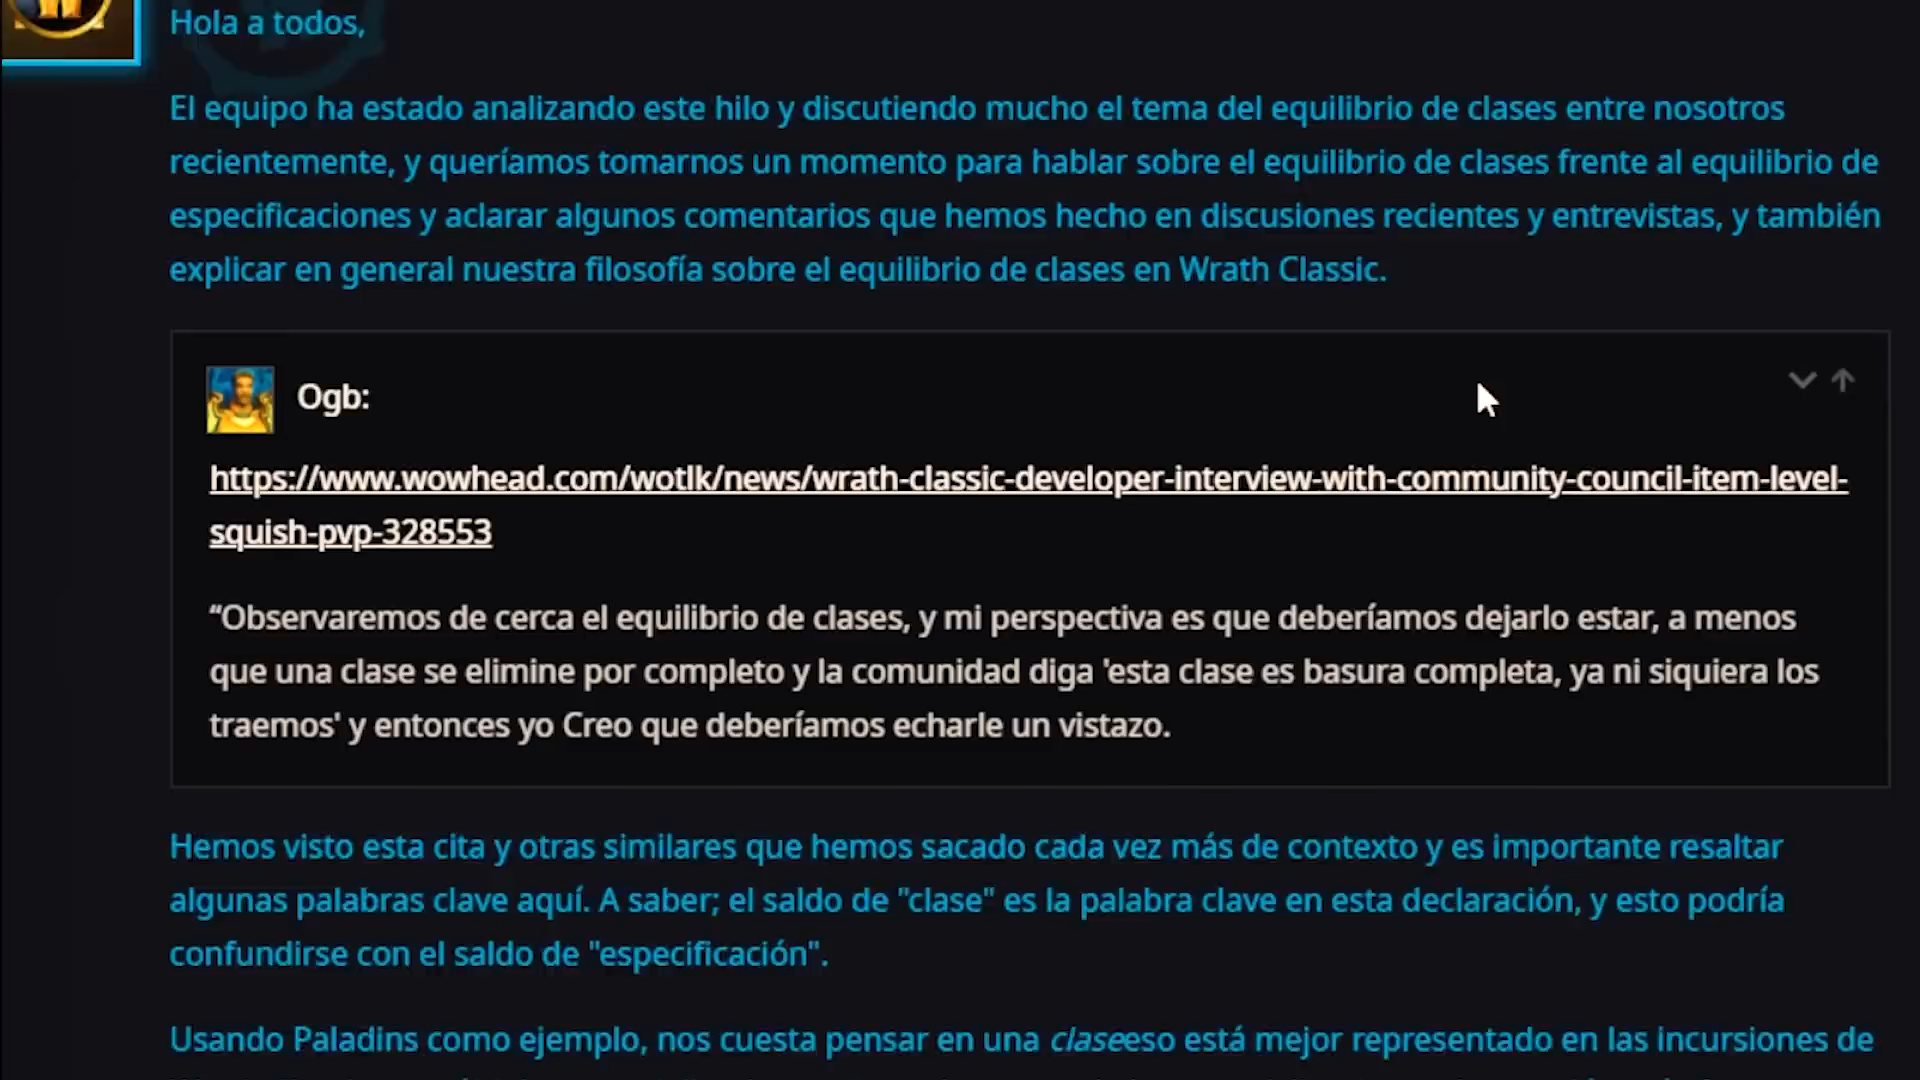 Hola a todos,
El equipo ha estado analizando este hilo y discutiendo mucho el tema del equilibrio de clases entre nosotros
recientemente, y queríamos tomarnos un momento para hablar sobre el equilibrio de clases frente al equilibrio de
especificaciones y aclarar algunos comentarios que hemos hecho en discusiones recientes y entrevistas, y también
explicar en general nuestra filosofía sobre el equilibrio de clases en Wrath Classic.
Ogb:
https://www.wowhead.com/wotlk/news/wrath-classic-developer-interview-with-community-council-item-level-
squish-pvp-328553
“Observaremos de cerca el equilibrio de clases, y mi perspectiva es que deberíamos dejarlo estar, a menos
que una clase se elimine por completo y la comunidad diga 'esta clase es basura completa, ya ni siquiera los
traemos' y entonces yo Creo que deberíamos echarle un vistazo.
Hemos visto esta cita y otras similares que hemos sacado cada vez más de contexto y es importante resaltar
algunas palabras clave aquí. A saber; el saldo de "clase" es la palabra clave en esta declaración, y esto podría
confundirse con el saldo de "especificación".
Usando Paladins como ejemplo, nos cuesta pensar en una claseeso está mejor representado en las incursiones de